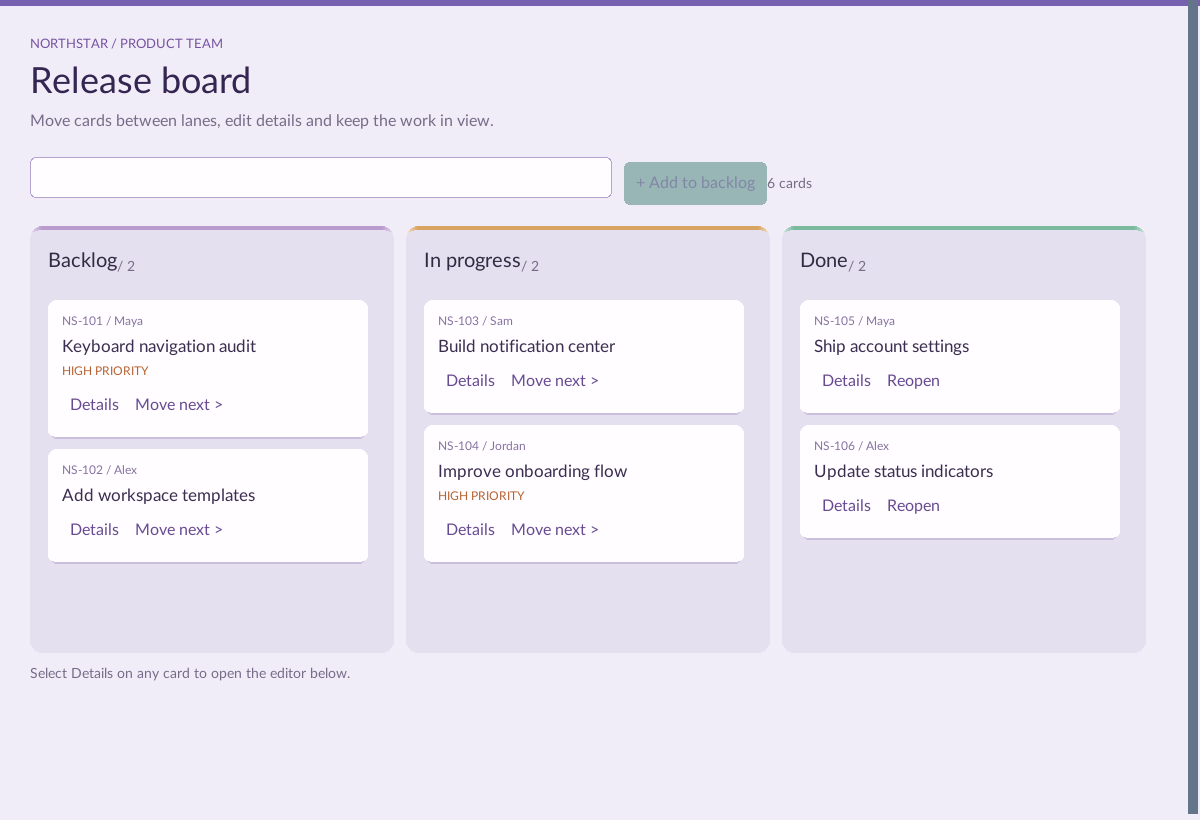 NORTHSTAR / PRODUCT TEAM
Release board
Move cards between lanes, edit details and keep the work in view.
+ Add to backlog 6 cards
Backlog / 2
NS-101 / Maya
Keyboard navigation audit
HIGH PRIORITY
Details Move next >
NS-102 / Alex
Add workspace templates
Details Move next >
In progress / 2
NS-103 / Sam
Build notification center
Details Move next >
NS-104 / Jordan
Improve onboarding flow
HIGH PRIORITY
Details Move next >
Done / 2
NS-105 / Maya
Ship account settings
Details Reopen
NS-106 / Alex
Update status indicators
Details Reopen
Select Details on any card to open the editor below.